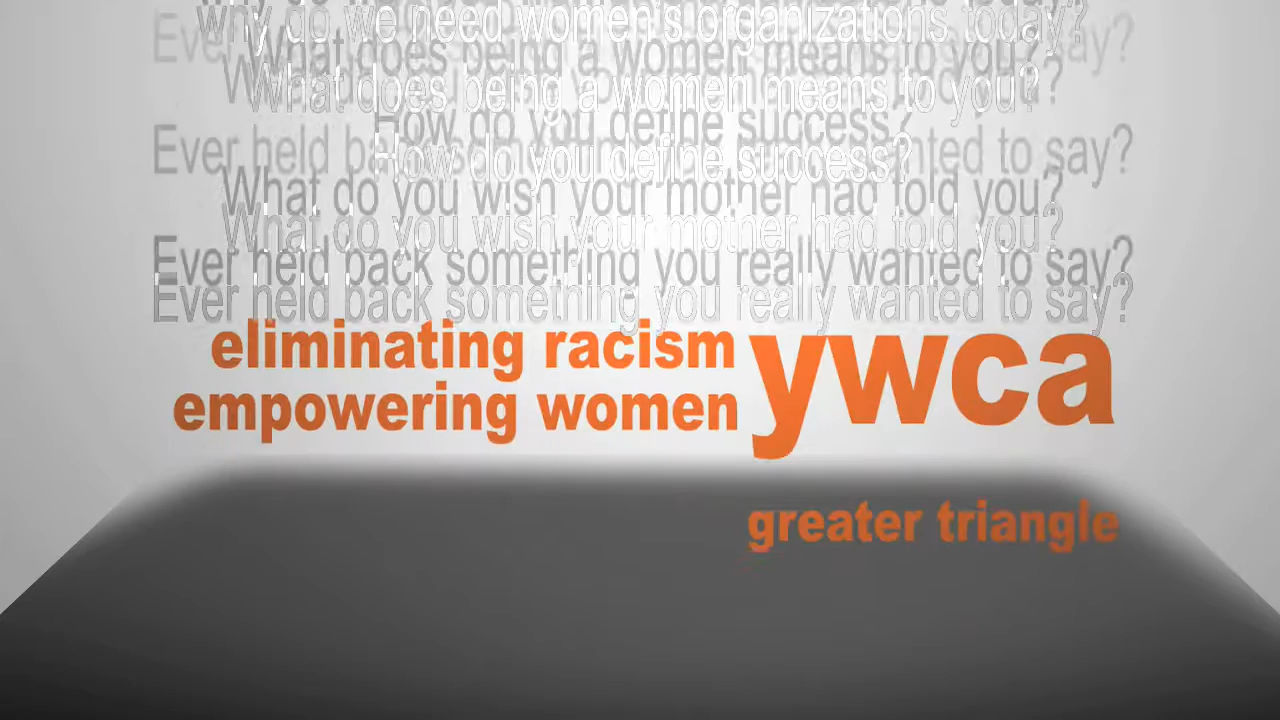 why do we need women's organizations today?
What does being a women means to you?
How do you define success?
What do you wish your mother had told you?
Ever held back something you really wanted to say?
eliminating racism
empowering women
ywca
greater triangle